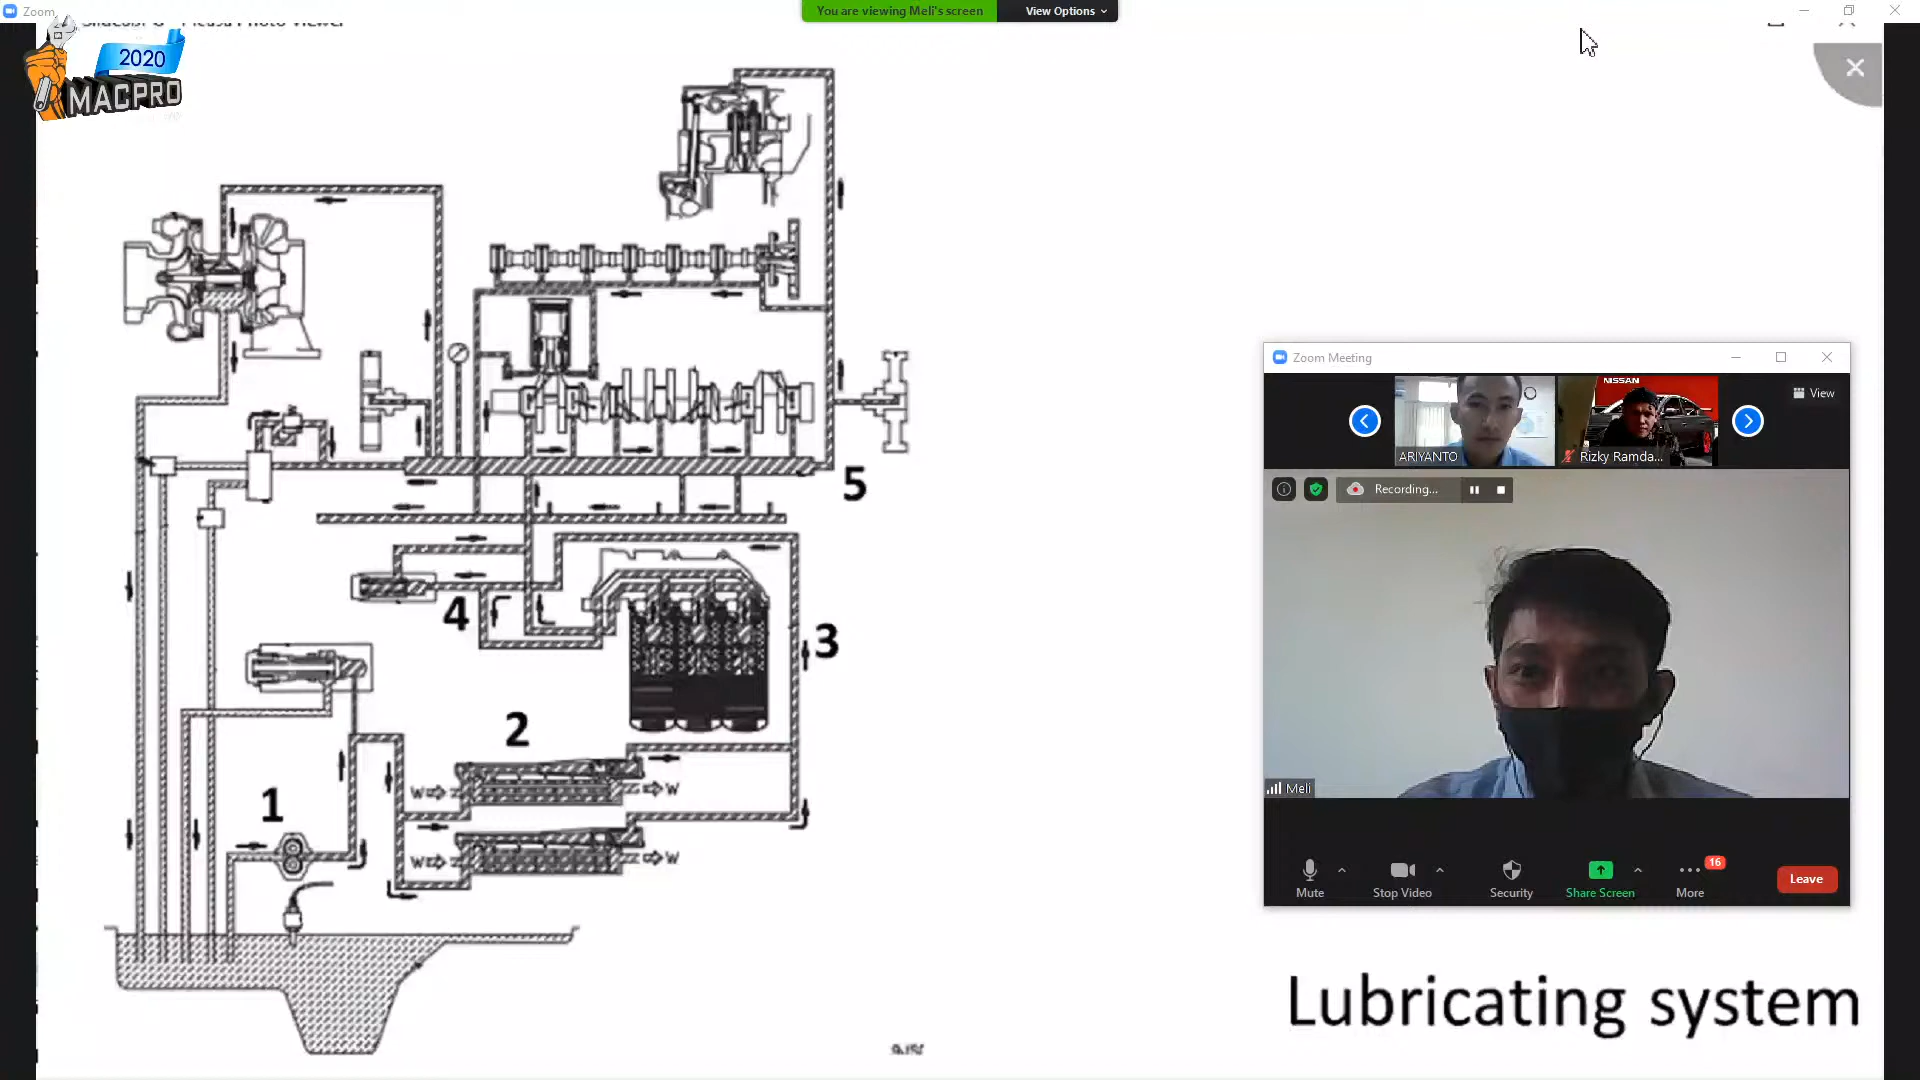 Zoom
You are viewing Meli's screen
View Options
2020
MACPRO
5
4
3
2
W
W
1
W
W
Zoom Meeting
NISSAN
View
ARIYANTO
Rizky Ramda...
Recording...
Meli
16
Mute
Stop Video
Security
Share Screen
More
Leave
Lubricating system